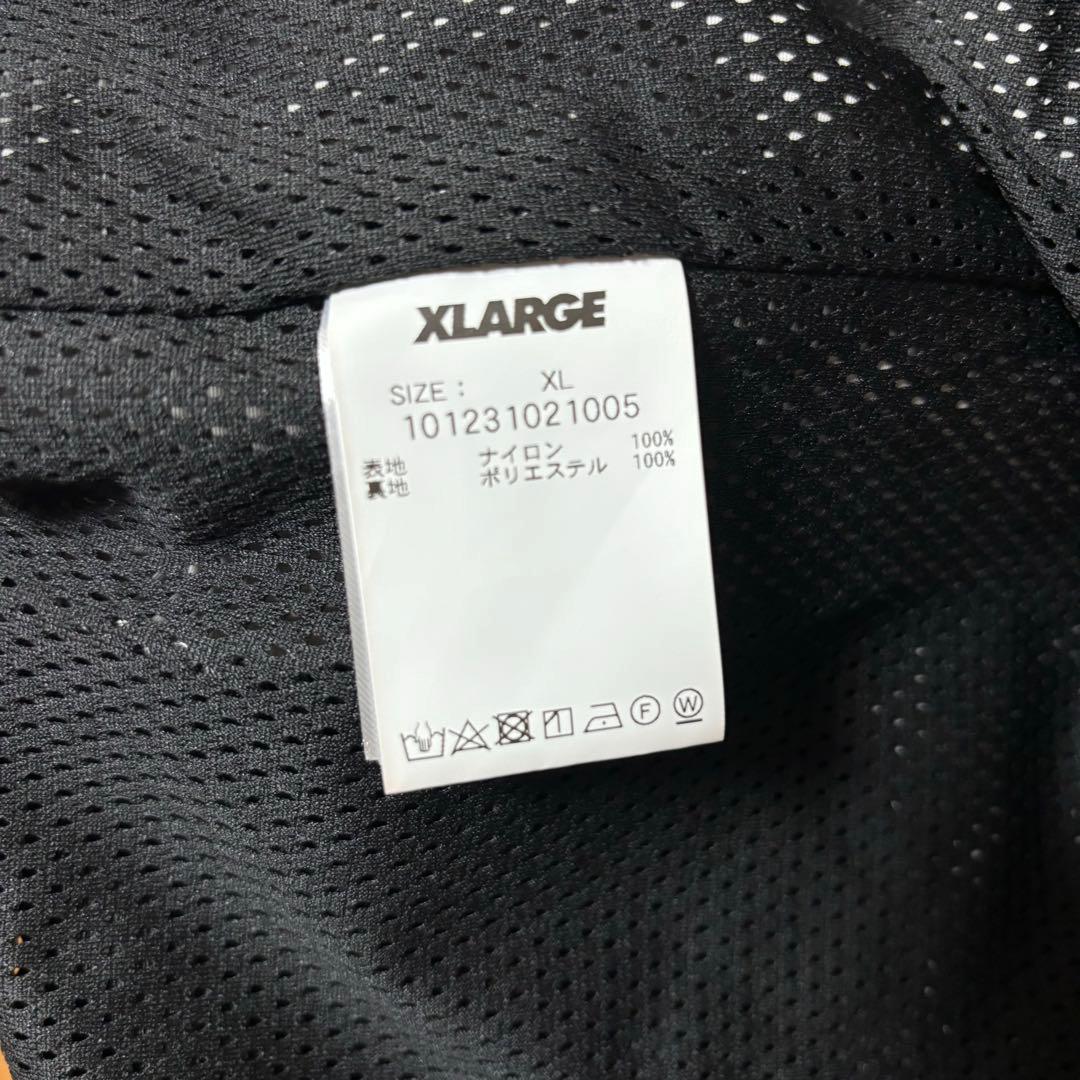 XLARGE
SIZE : XL
101231021005
表地 ナイロン 100%
裏地 ポリエステル 100%
F W